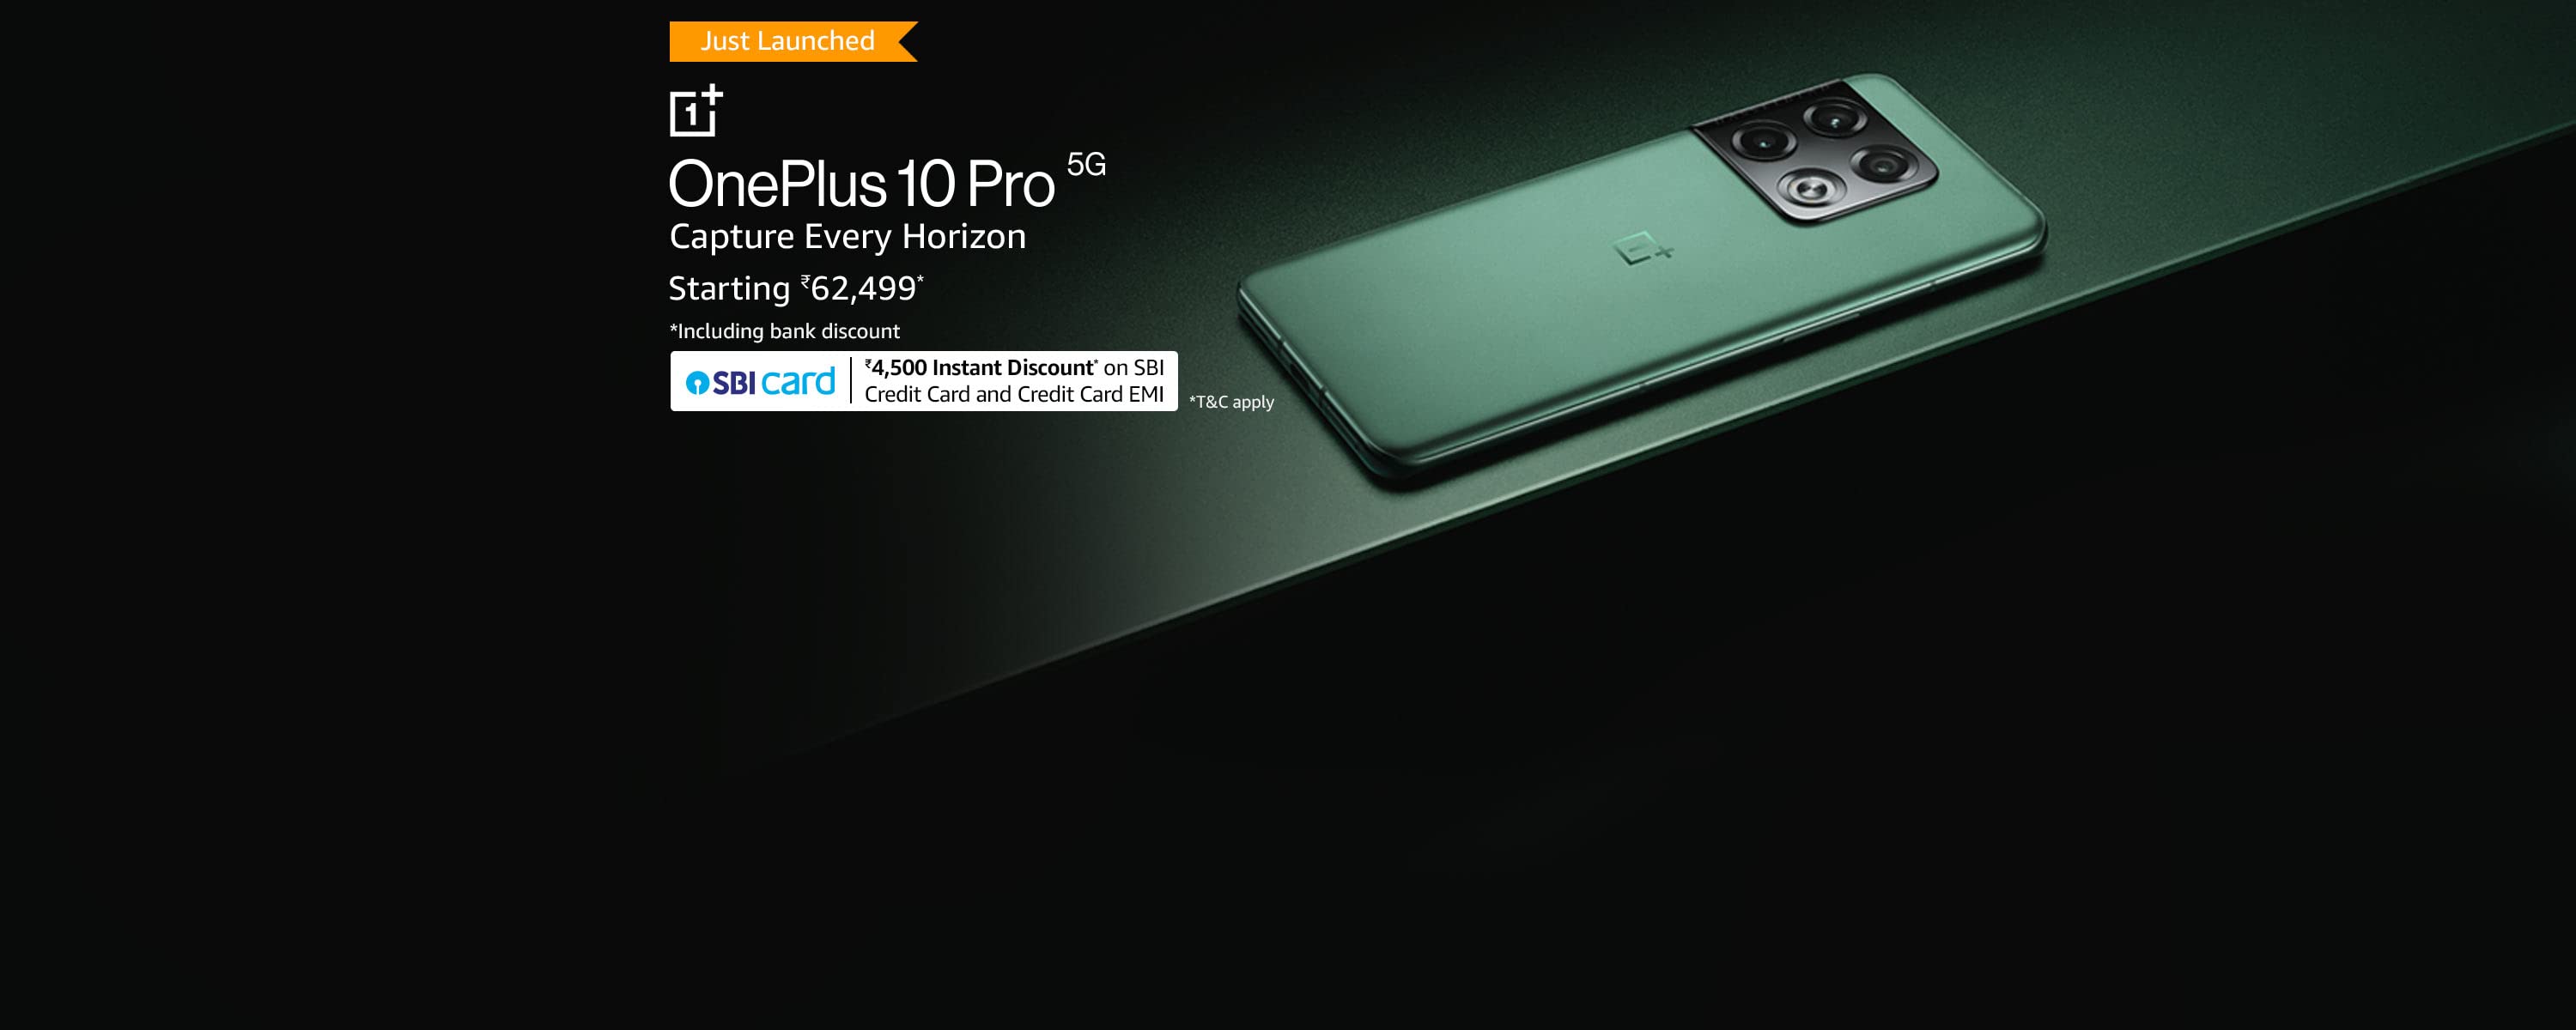 Just Launched
1+
OnePlus 10 Pro 5G
Capture Every Horizon
Starting ₹62,499*
*Including bank discount
SBI card
₹4,500 Instant Discount* on SBI
Credit Card and Credit Card EMI
*T&C apply